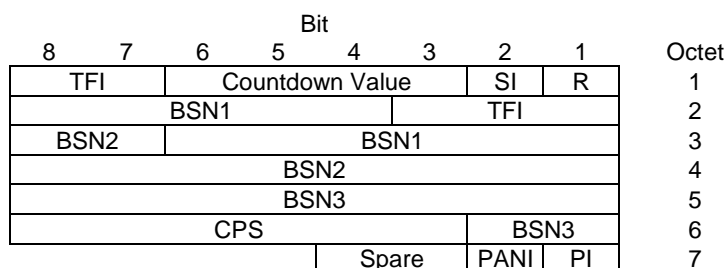 Bit
8 7 6 5 4 3 2 1 Octet
TFI Countdown Value SI R 1
BSN1 TFI 2
BSN2 BSN1 3
BSN2 4
BSN3 5
CPS BSN3 6
Spare PANI PI 7